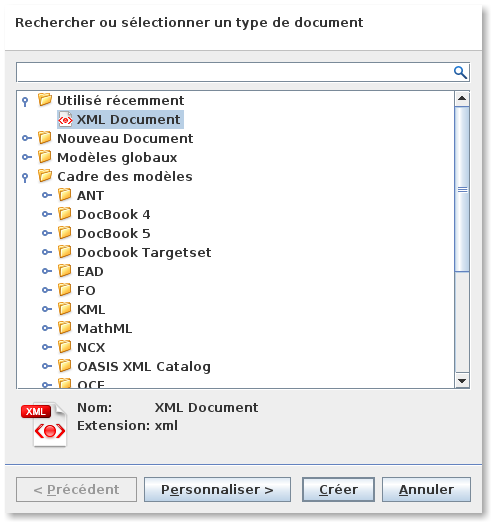 Rechercher ou sélectionner un type de document
Utilisé récemment
XML Document
Nouveau Document
Modèles globaux
Cadre des modèles
ANT
DocBook 4
DocBook 5
Docbook Targetset
EAD
FO
KML
MathML
NCX
OASIS XML Catalog
XML
Nom: XML Document
Extension: xml
< Précédent Personnaliser > Créer Annuler